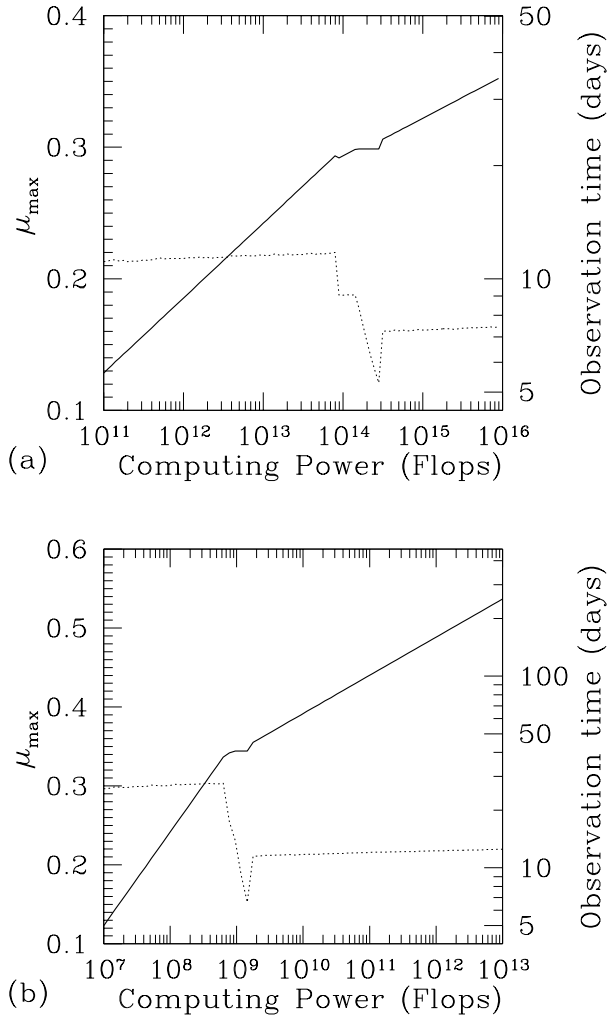 0.4
0.3
0.2
0.1
μmax
50
10
5
Observation time (days)
10^11 10^12 10^13 10^14 10^15 10^16
(a)
Computing Power (Flops)
0.6
0.5
0.4
0.3
0.2
0.1
μmax
100
50
10
5
Observation time (days)
10^7 10^8 10^9 10^10 10^11 10^12 10^13
(b)
Computing Power (Flops)